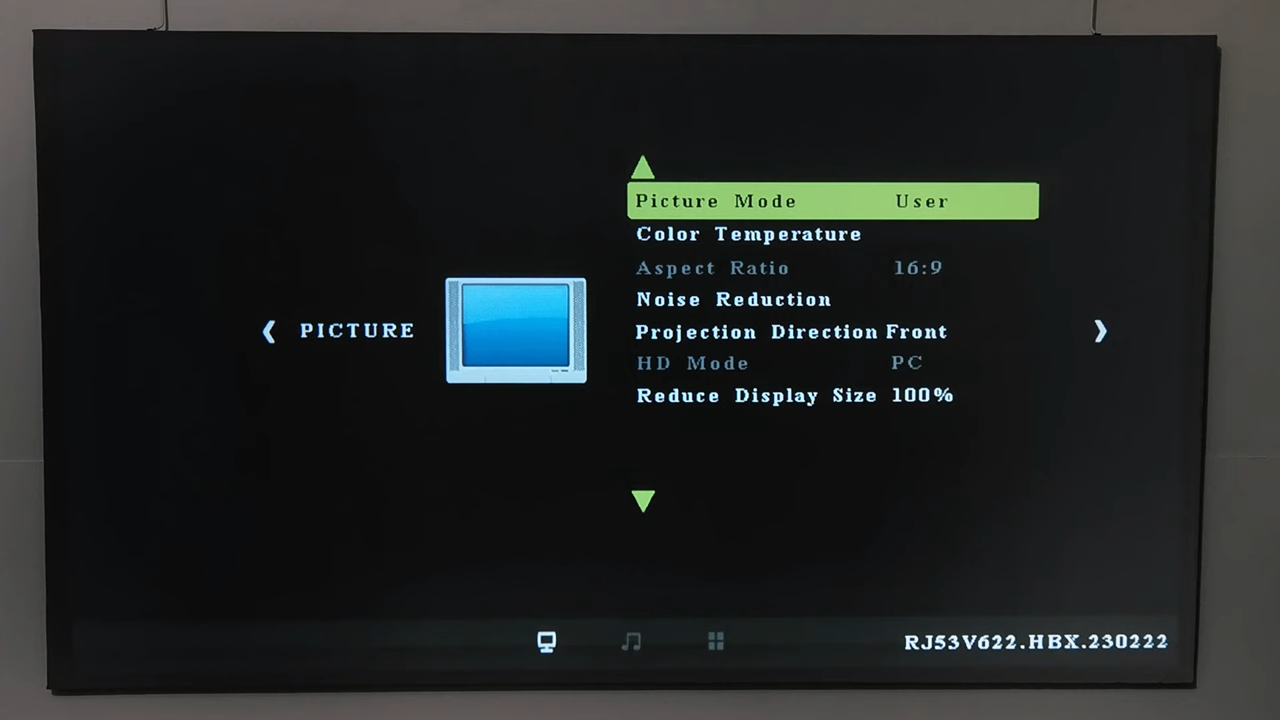 Picture Mode User
Color Temperature
Aspect Ratio 16:9
Noise Reduction
PICTURE
Projection Direction Front
HD Mode PC
Reduce Display Size 100%
RJ53V622.HBX.230222